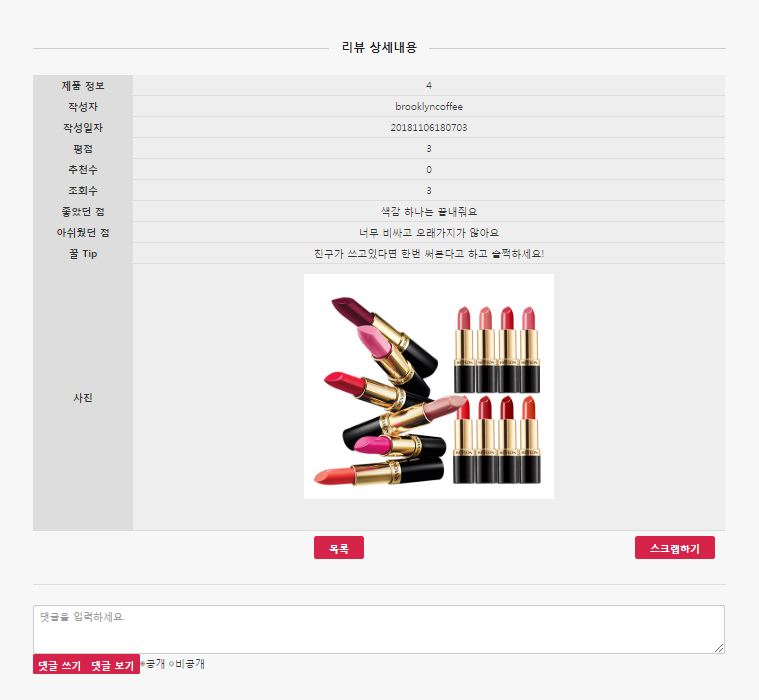 리뷰 상세내용
제품 정보 4
작성자 brooklyncoffee
작성일자 20181106180703
평점 3
추천수 0
조회수 3
좋았던 점 색감 하나는 끝내줘요
아쉬웠던 점 너무 비싸고 오래가지가 않아요
꿀 Tip 친구가 쓰고있다면 한번 써본다고 하고 슬쩍하세요!
사진
목록 스크랩하기
댓글을 입력하세요.
댓글 쓰기 댓글 보기 공개 비공개